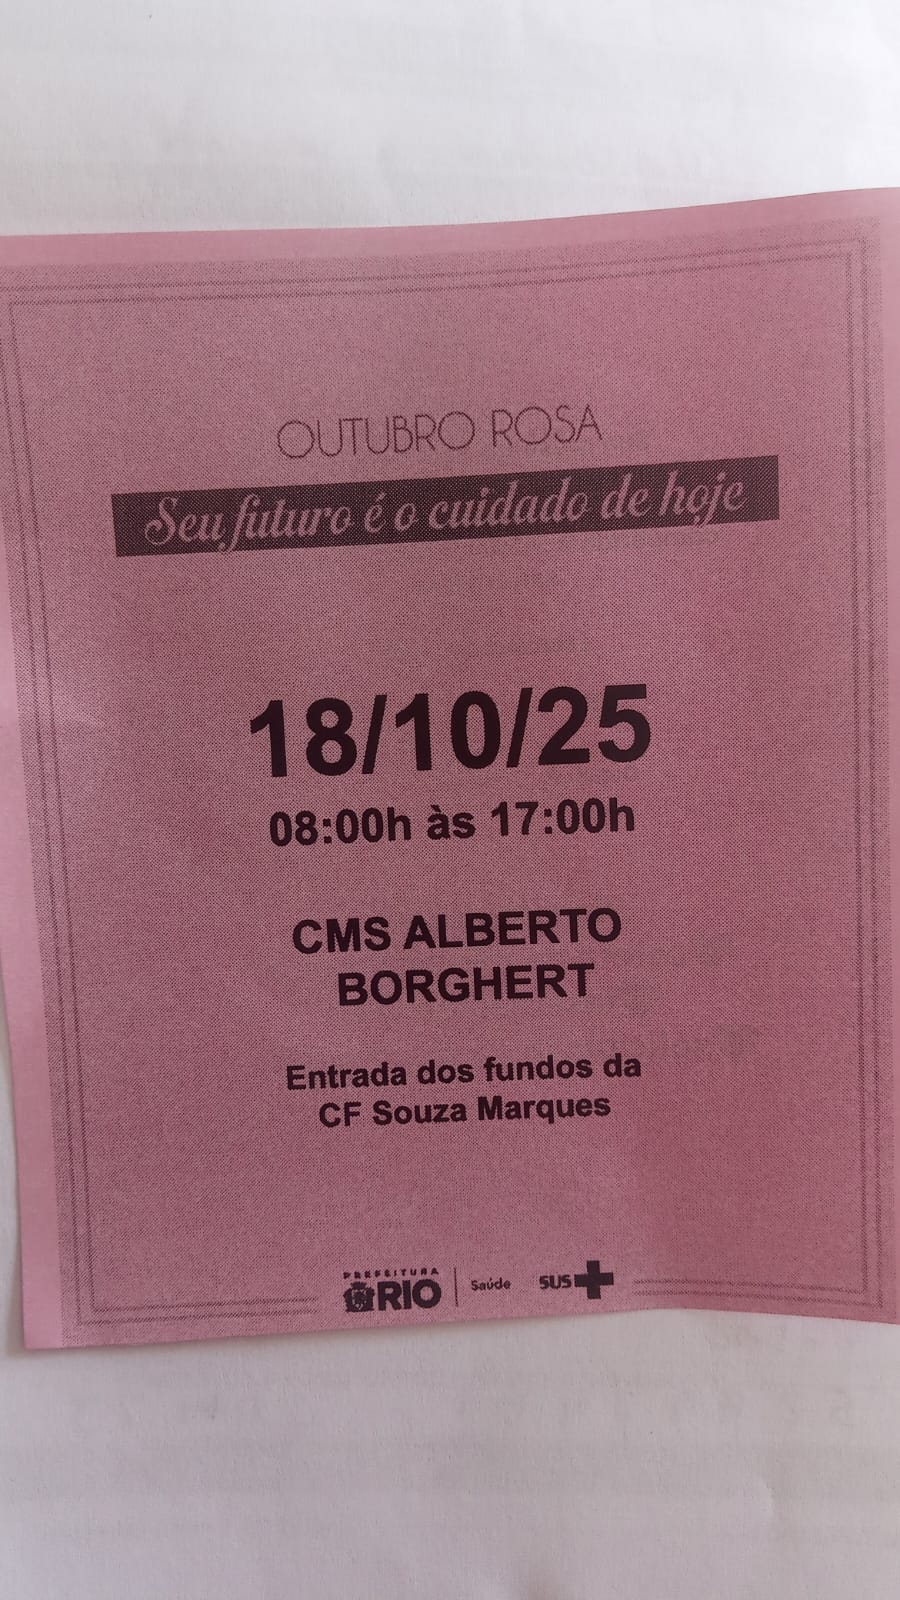 OUTUBRO ROSA
Seu futuro é o cuidado de hoje
18/10/25
08:00h às 17:00h
CMS ALBERTO
BORGHERT
Entrada dos fundos da
CF Souza Marques
PREFEITURA
RIO
Saúde
SUS